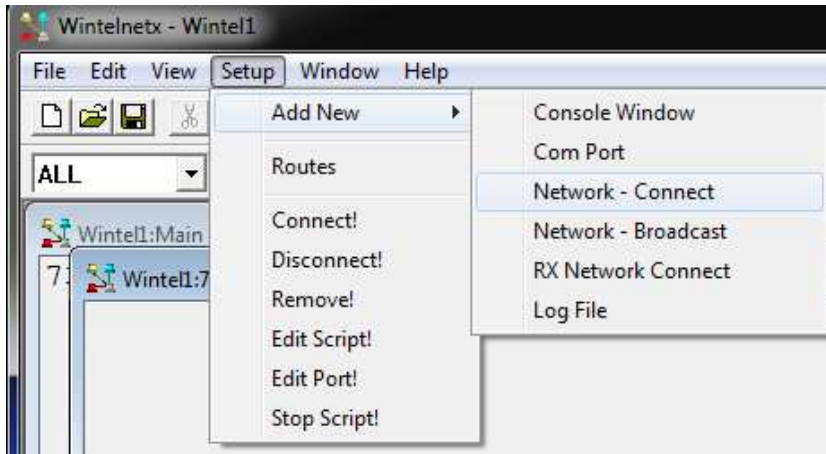 Wintelnetx - Wintel1
File Edit View Setup Window Help
Add New
Console Window
Com Port
Network - Connect
Network - Broadcast
RX Network Connect
Log File
ALL
Routes
Connect!
Disconnect!
Remove!
Edit Script!
Edit Port!
Stop Script!
Wintel1:Main
Wintel1:7